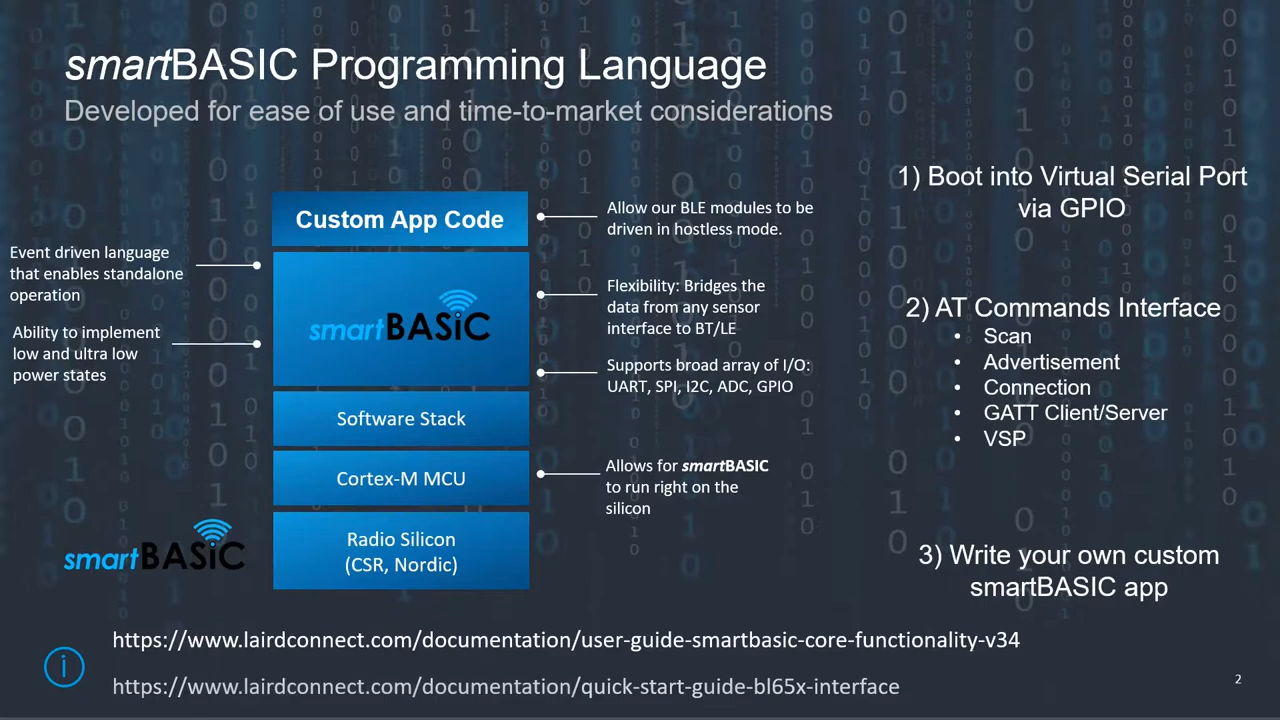 smartBASIC Programming Language
Developed for ease of use and time-to-market considerations
Event driven language
that enables standalone
operation
Ability to implement
low and ultra low
power states
Custom App Code
smartBASiC
Software Stack
Cortex-M MCU
Radio Silicon
(CSR, Nordic)
Allow our BLE modules to be
driven in hostless mode.
Flexibility: Bridges the
data from any sensor
interface to BT/LE
Supports broad array of I/O:
UART, SPI, I2C, ADC, GPIO
Allows for smartBASIC
to run right on the
silicon
1) Boot into Virtual Serial Port
via GPIO
2) AT Commands Interface
• Scan
• Advertisement
• Connection
• GATT Client/Server
• VSP
3) Write your own custom
smartBASIC app
smartBASiC
i
https://www.lairdconnect.com/documentation/user-guide-smartbasic-core-functionality-v34
https://www.lairdconnect.com/documentation/quick-start-guide-bl65x-interface
2